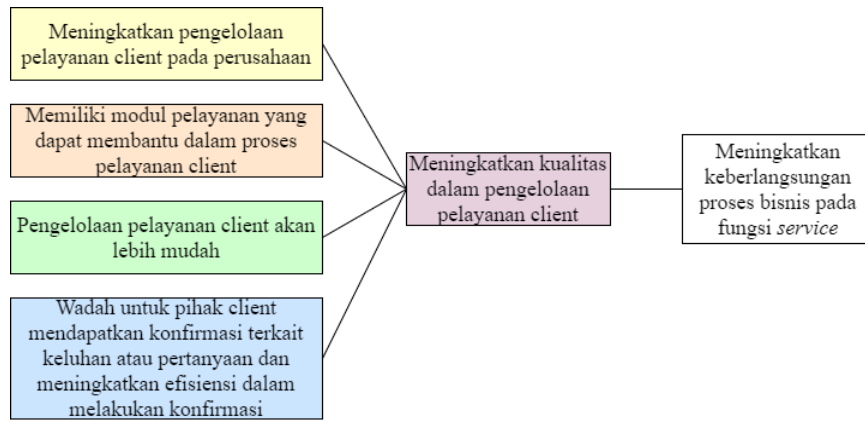 Meningkatkan pengelolaan
pelayanan client pada perusahaan
Memiliki modul pelayanan yang
dapat membantu dalam proses
pelayanan client
Pengelolaan pelayanan client akan
lebih mudah
Wadah untuk pihak client
mendapatkan konfirmasi terkait
keluhan atau pertanyaan dan
meningkatkan efisiensi dalam
melakukan konfirmasi
Meningkatkan kualitas
dalam pengelolaan
pelayanan client
Meningkatkan
keberlangsungan
proses bisnis pada
fungsi service